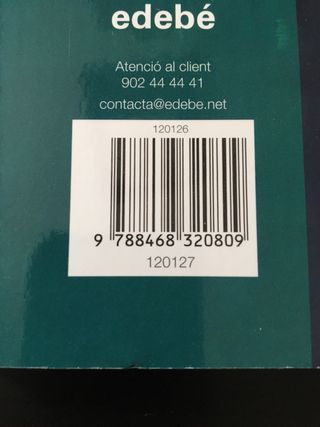 edebé
Atenció al client
902 44 44 41
contacta@edebe.net
120126
9 788468 320809
120127